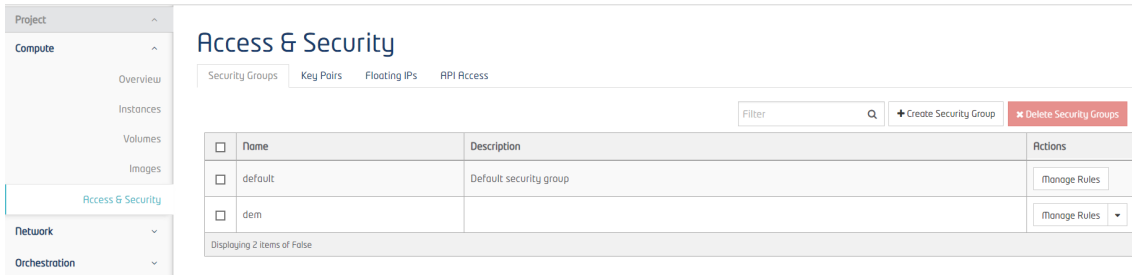 Project
Compute
Overview
Instances
Volumes
Images
Access & Security
Network
Orchestration
Access & Security
Security Groups Key Pairs Floating IPs API Access
Filter + Create Security Group × Delete Security Groups
Name Description Actions
default Default security group Manage Rules
dem Manage Rules
Displaying 2 items of False